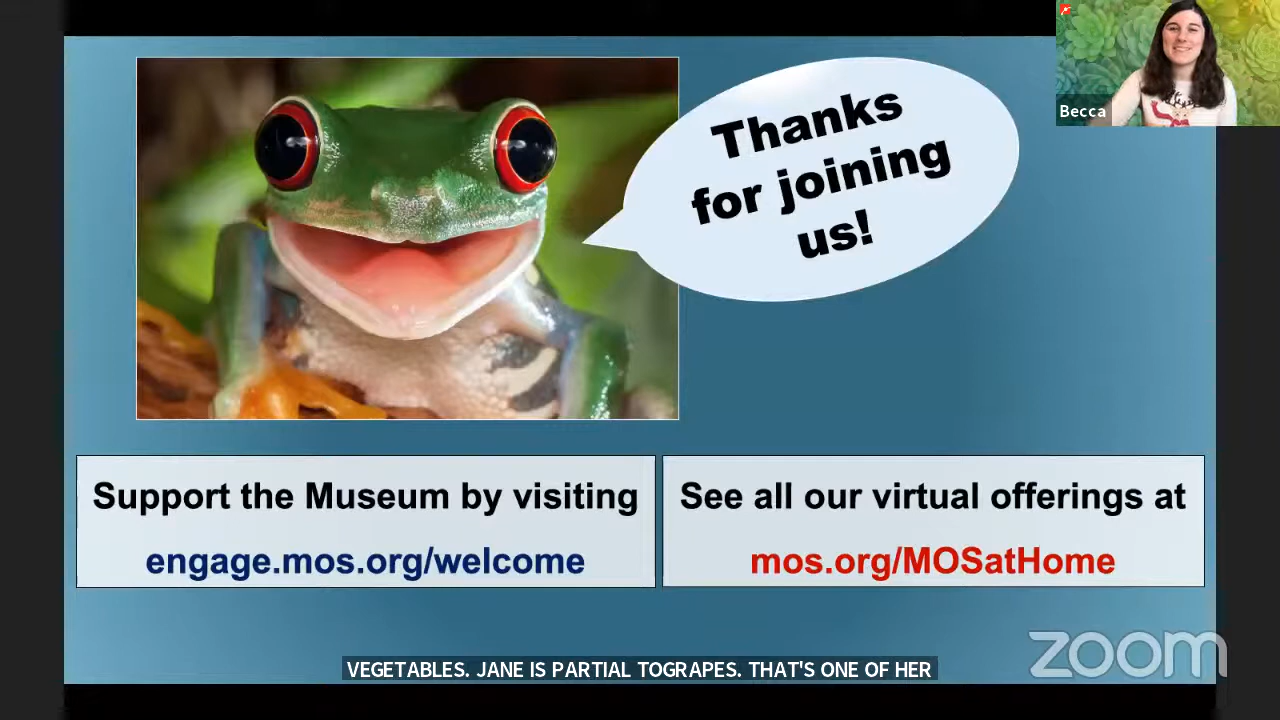 Thanks
for joining
us!
Becca
Support the Museum by visiting
engage.mos.org/welcome
See all our virtual offerings at
mos.org/MOSatHome
zoom
VEGETABLES. JANE IS PARTIAL TOGRAPES. THAT'S ONE OF HER